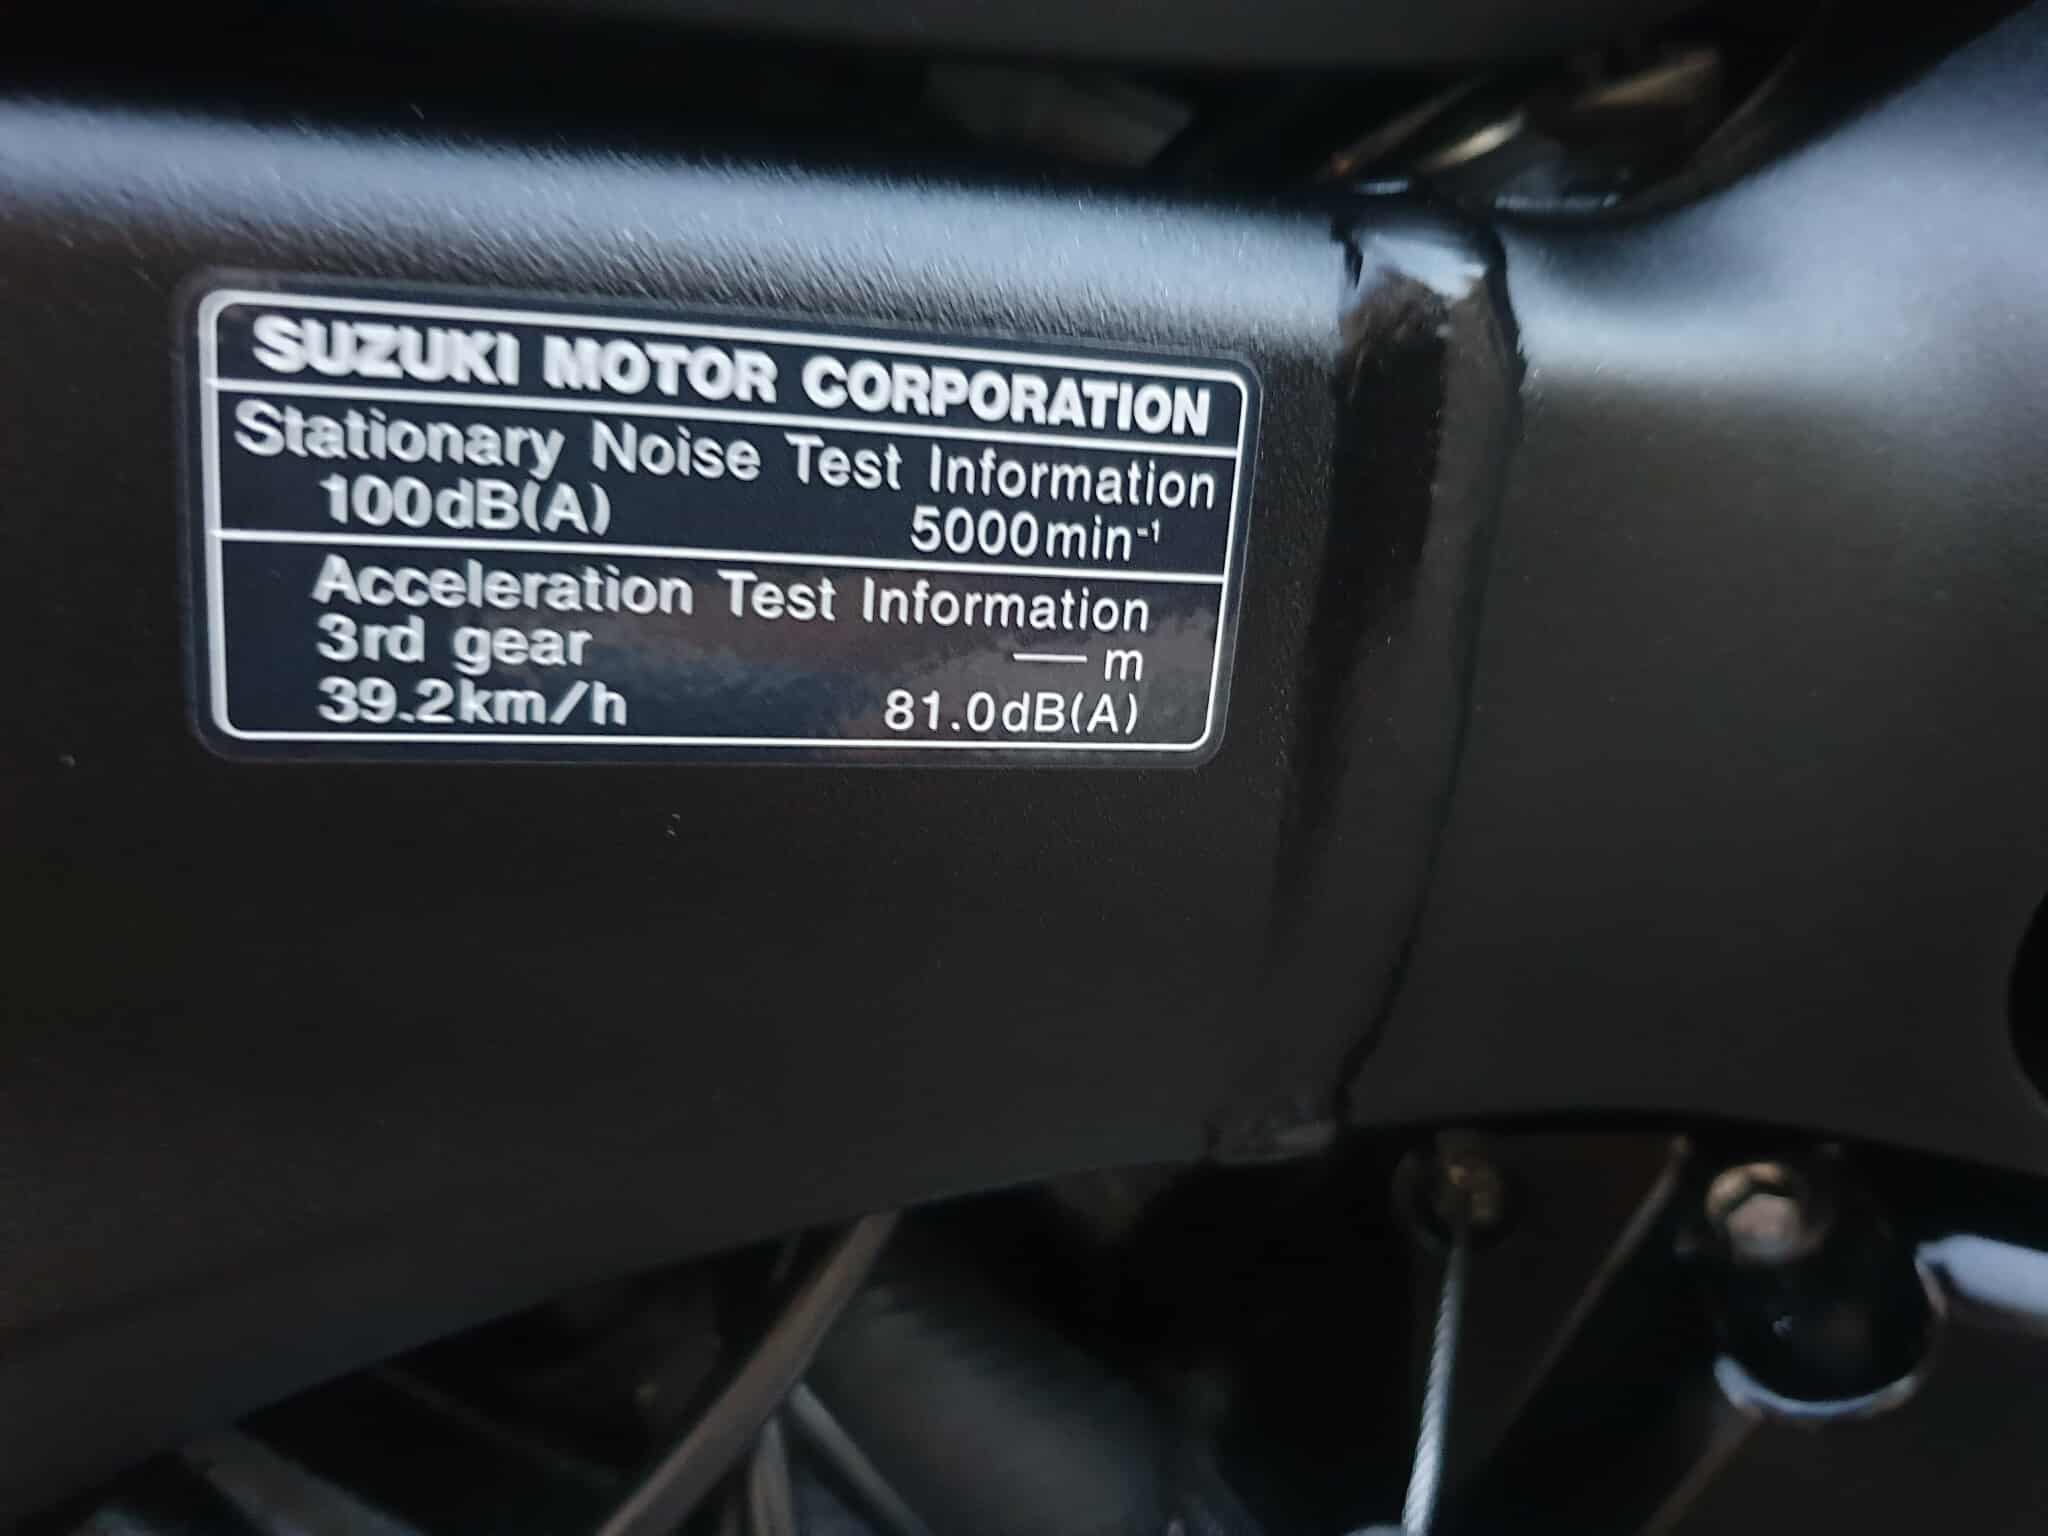 SUZUKI MOTOR CORPORATION
Stationary Noise Test Information
100dB(A) 5000min⁻¹
Acceleration Test Information
3rd gear — m
39.2km/h 81.0dB(A)